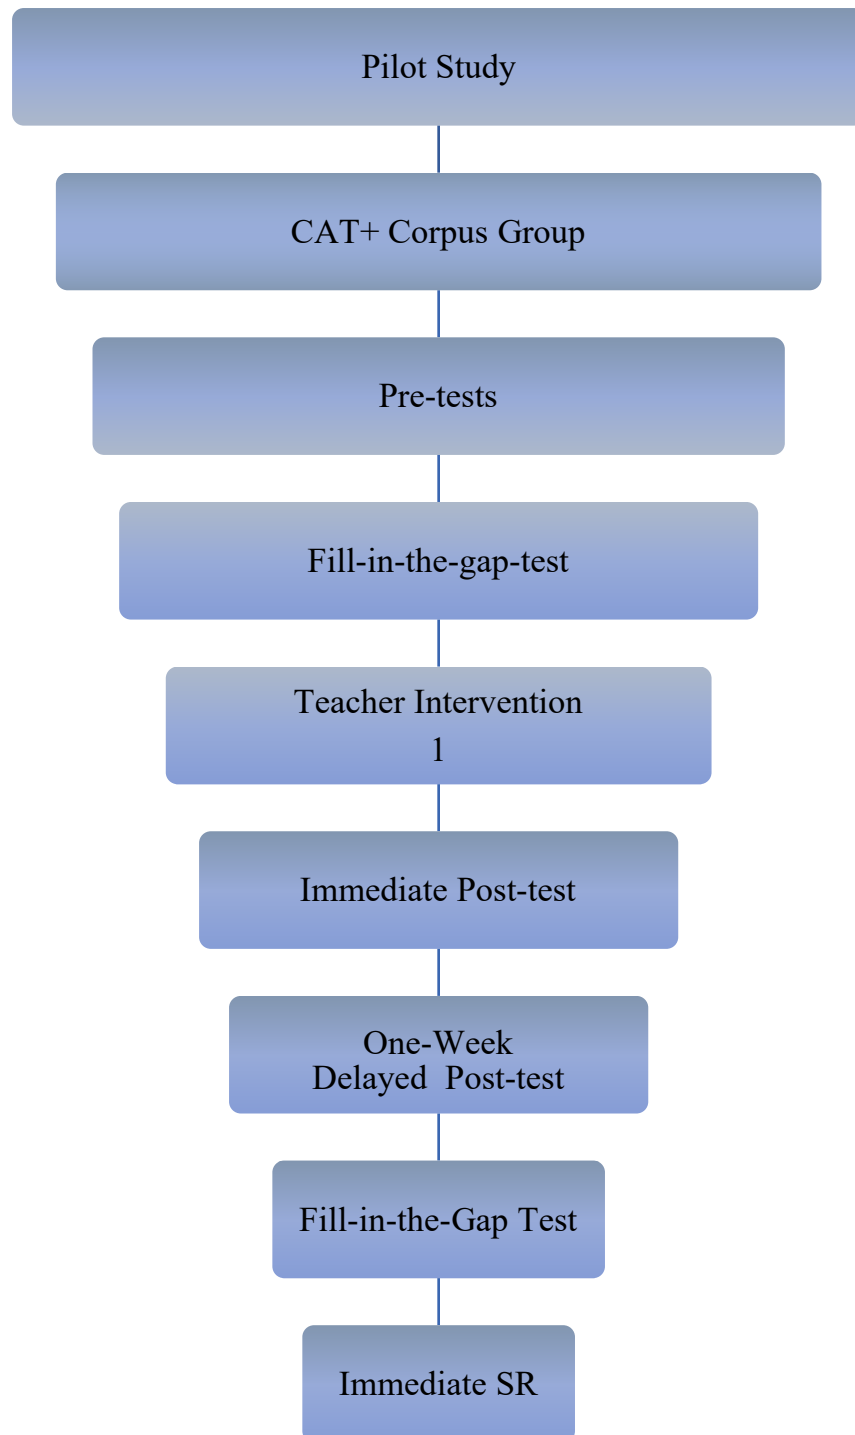 Pilot Study
CAT+ Corpus Group
Pre-tests
Fill-in-the-gap-test
Teacher Intervention
1
Immediate Post-test
One-Week
Delayed Post-test
Fill-in-the-Gap Test
Immediate SR